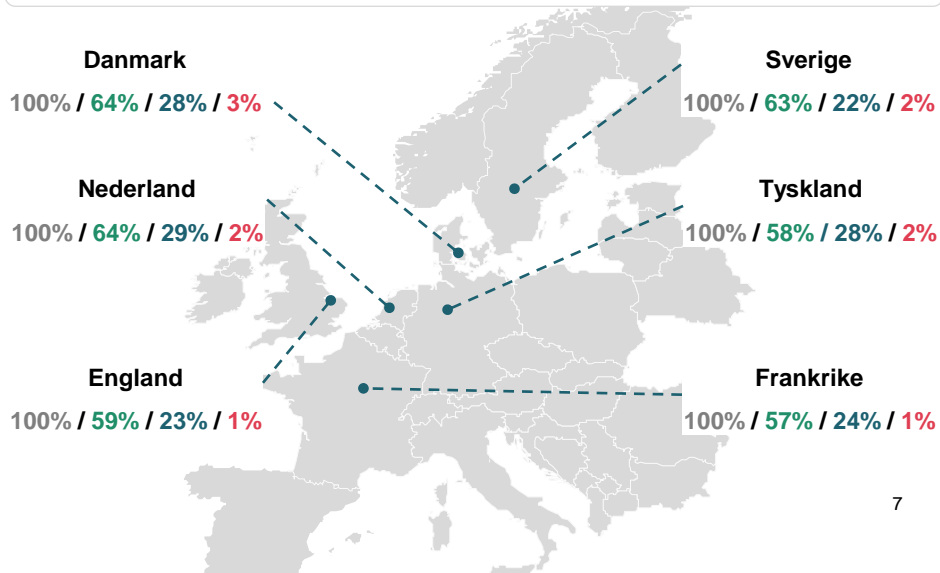 Danmark
100% / 64% / 28% / 3%
Sverige
100% / 63% / 22% / 2%
Nederland
100% / 64% / 29% / 2%
Tyskland
100% / 58% / 28% / 2%
England
100% / 59% / 23% / 1%
Frankrike
100% / 57% / 24% / 1%
7